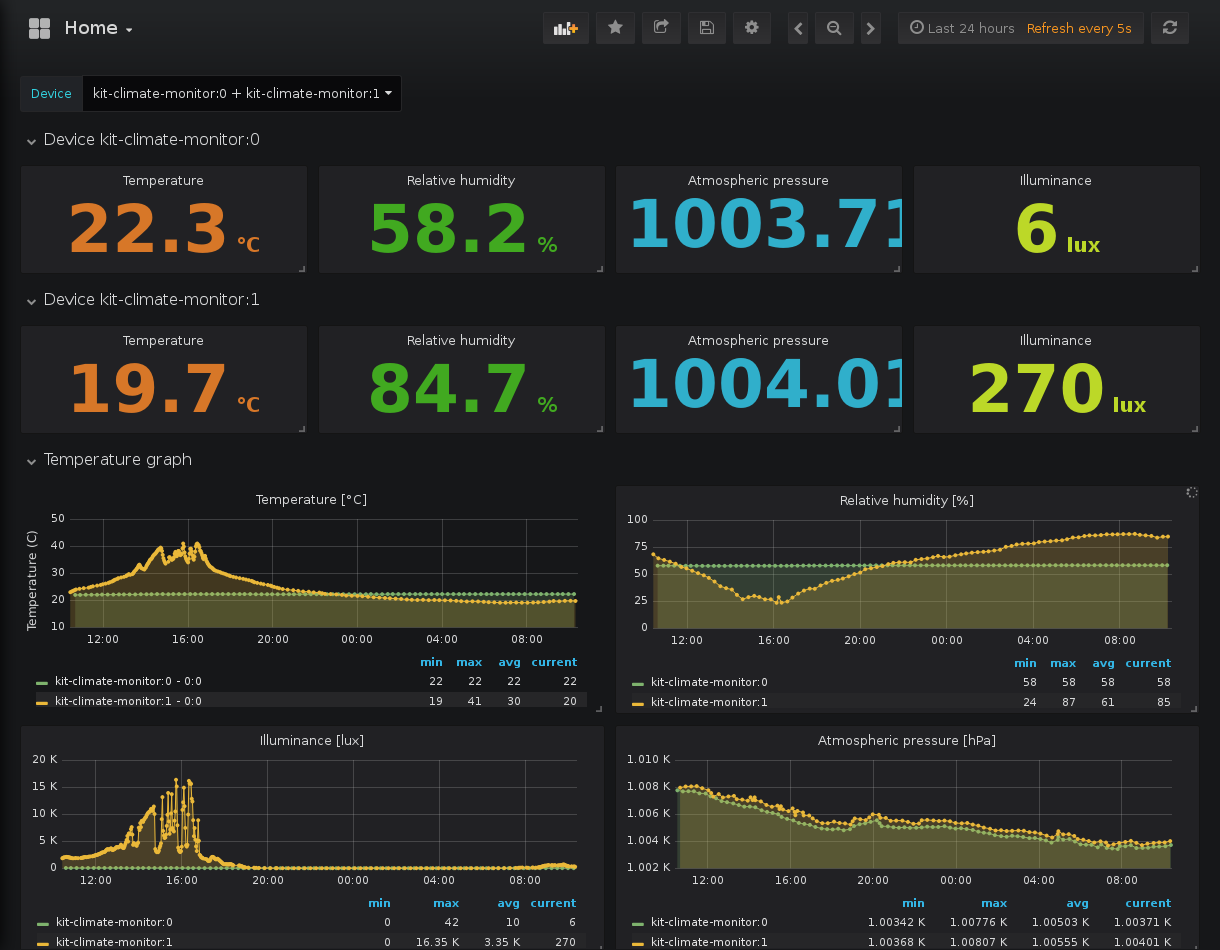 Home
Last 24 hours Refresh every 5s
Device kit-climate-monitor:0 + kit-climate-monitor:1
Device kit-climate-monitor:0
Temperature Relative humidity Atmospheric pressure Illuminance
22.3 °C 58.2 % 1003.71 6 lux
Device kit-climate-monitor:1
Temperature Relative humidity Atmospheric pressure Illuminance
19.7 °C 84.7 % 1004.01 270 lux
Temperature graph
Temperature [°C]
Temperature (C)
50
40
30
20
10
12:00 16:00 20:00 00:00 04:00 08:00
min max avg current
kit-climate-monitor:0 - 0:0 22 22 22 22
kit-climate-monitor:1 - 0:0 19 41 30 20
Relative humidity [%]
100
75
50
25
0
12:00 16:00 20:00 00:00 04:00 08:00
min max avg current
kit-climate-monitor:0 58 58 58 58
kit-climate-monitor:1 24 87 61 85
Illuminance [lux]
20 K
15 K
10 K
5 K
0
12:00 16:00 20:00 00:00 04:00 08:00
min max avg current
kit-climate-monitor:0 0 42 10 6
kit-climate-monitor:1 0 16.35 K 3.35 K 270
Atmospheric pressure [hPa]
1.010 K
1.008 K
1.006 K
1.004 K
1.002 K
12:00 16:00 20:00 00:00 04:00 08:00
min max avg current
kit-climate-monitor:0 1.00342 K 1.00776 K 1.00503 K 1.00371 K
kit-climate-monitor:1 1.00368 K 1.00807 K 1.00555 K 1.00401 K